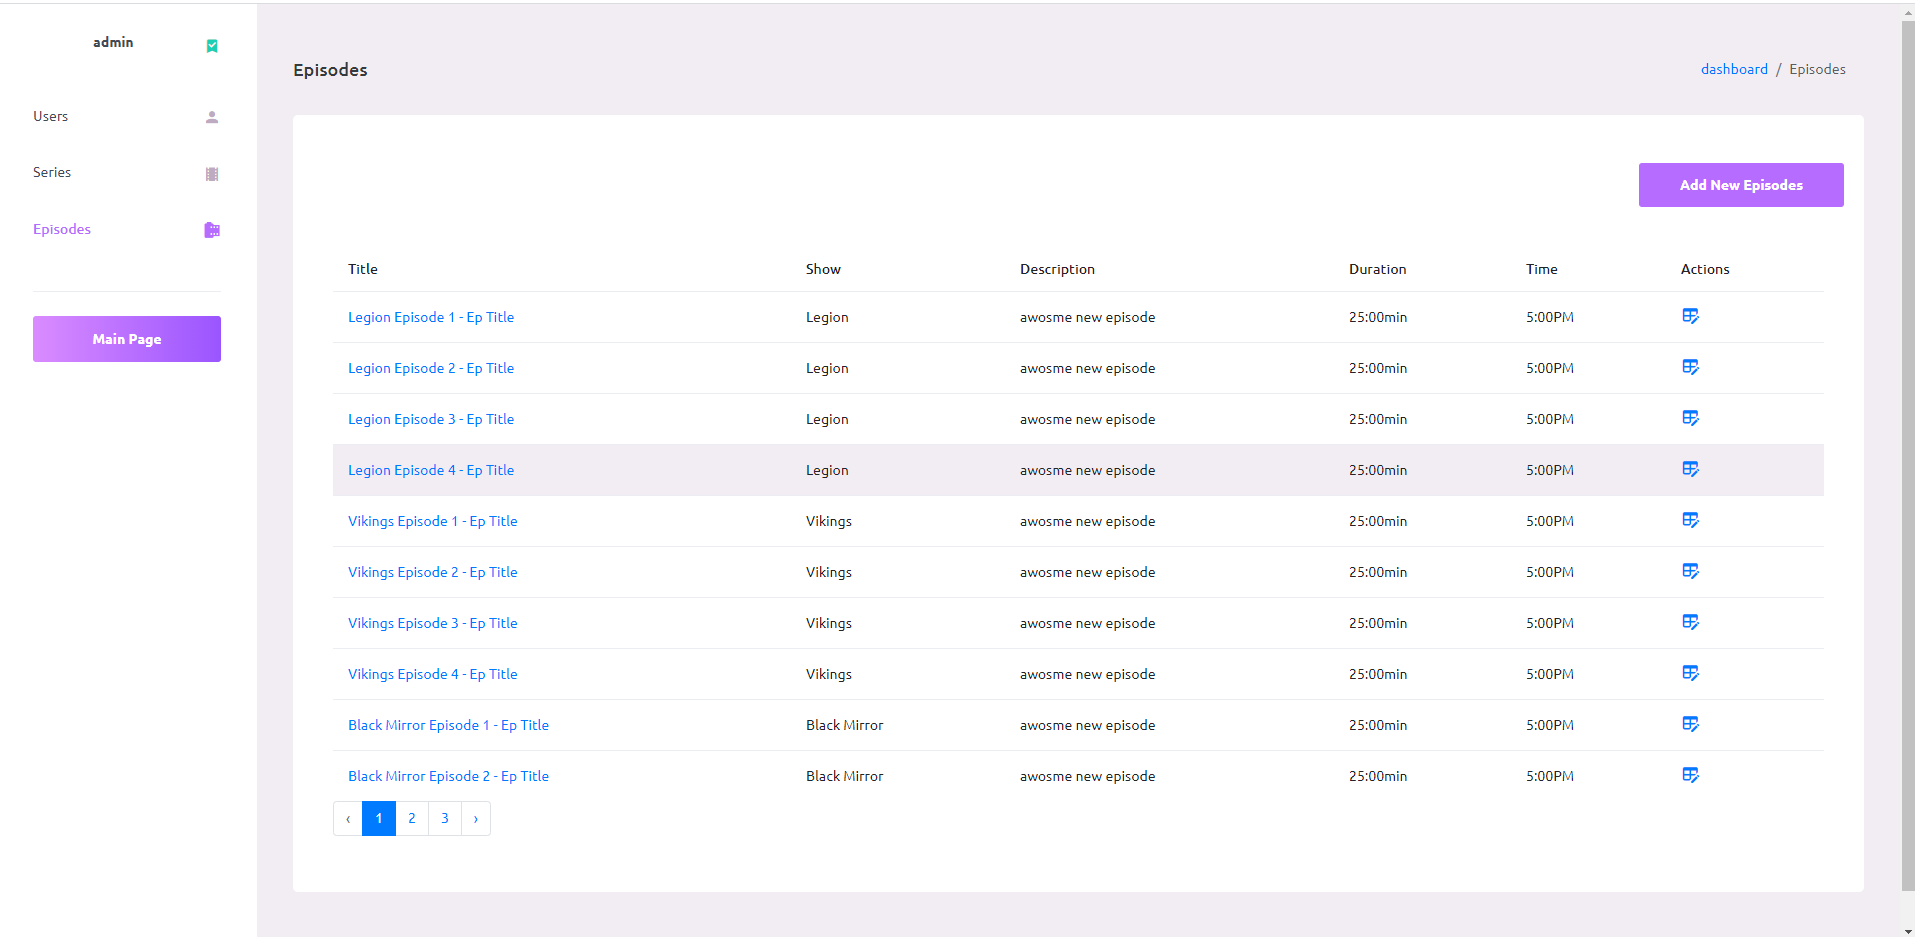 admin
Users
Series
Episodes
Main Page
Episodes
dashboard / Episodes
Add New Episodes
Title Show Description Duration Time Actions
Legion Episode 1 - Ep Title Legion awosme new episode 25:00min 5:00PM
Legion Episode 2 - Ep Title Legion awosme new episode 25:00min 5:00PM
Legion Episode 3 - Ep Title Legion awosme new episode 25:00min 5:00PM
Legion Episode 4 - Ep Title Legion awosme new episode 25:00min 5:00PM
Vikings Episode 1 - Ep Title Vikings awosme new episode 25:00min 5:00PM
Vikings Episode 2 - Ep Title Vikings awosme new episode 25:00min 5:00PM
Vikings Episode 3 - Ep Title Vikings awosme new episode 25:00min 5:00PM
Vikings Episode 4 - Ep Title Vikings awosme new episode 25:00min 5:00PM
Black Mirror Episode 1 - Ep Title Black Mirror awosme new episode 25:00min 5:00PM
Black Mirror Episode 2 - Ep Title Black Mirror awosme new episode 25:00min 5:00PM
‹ 1 2 3 ›